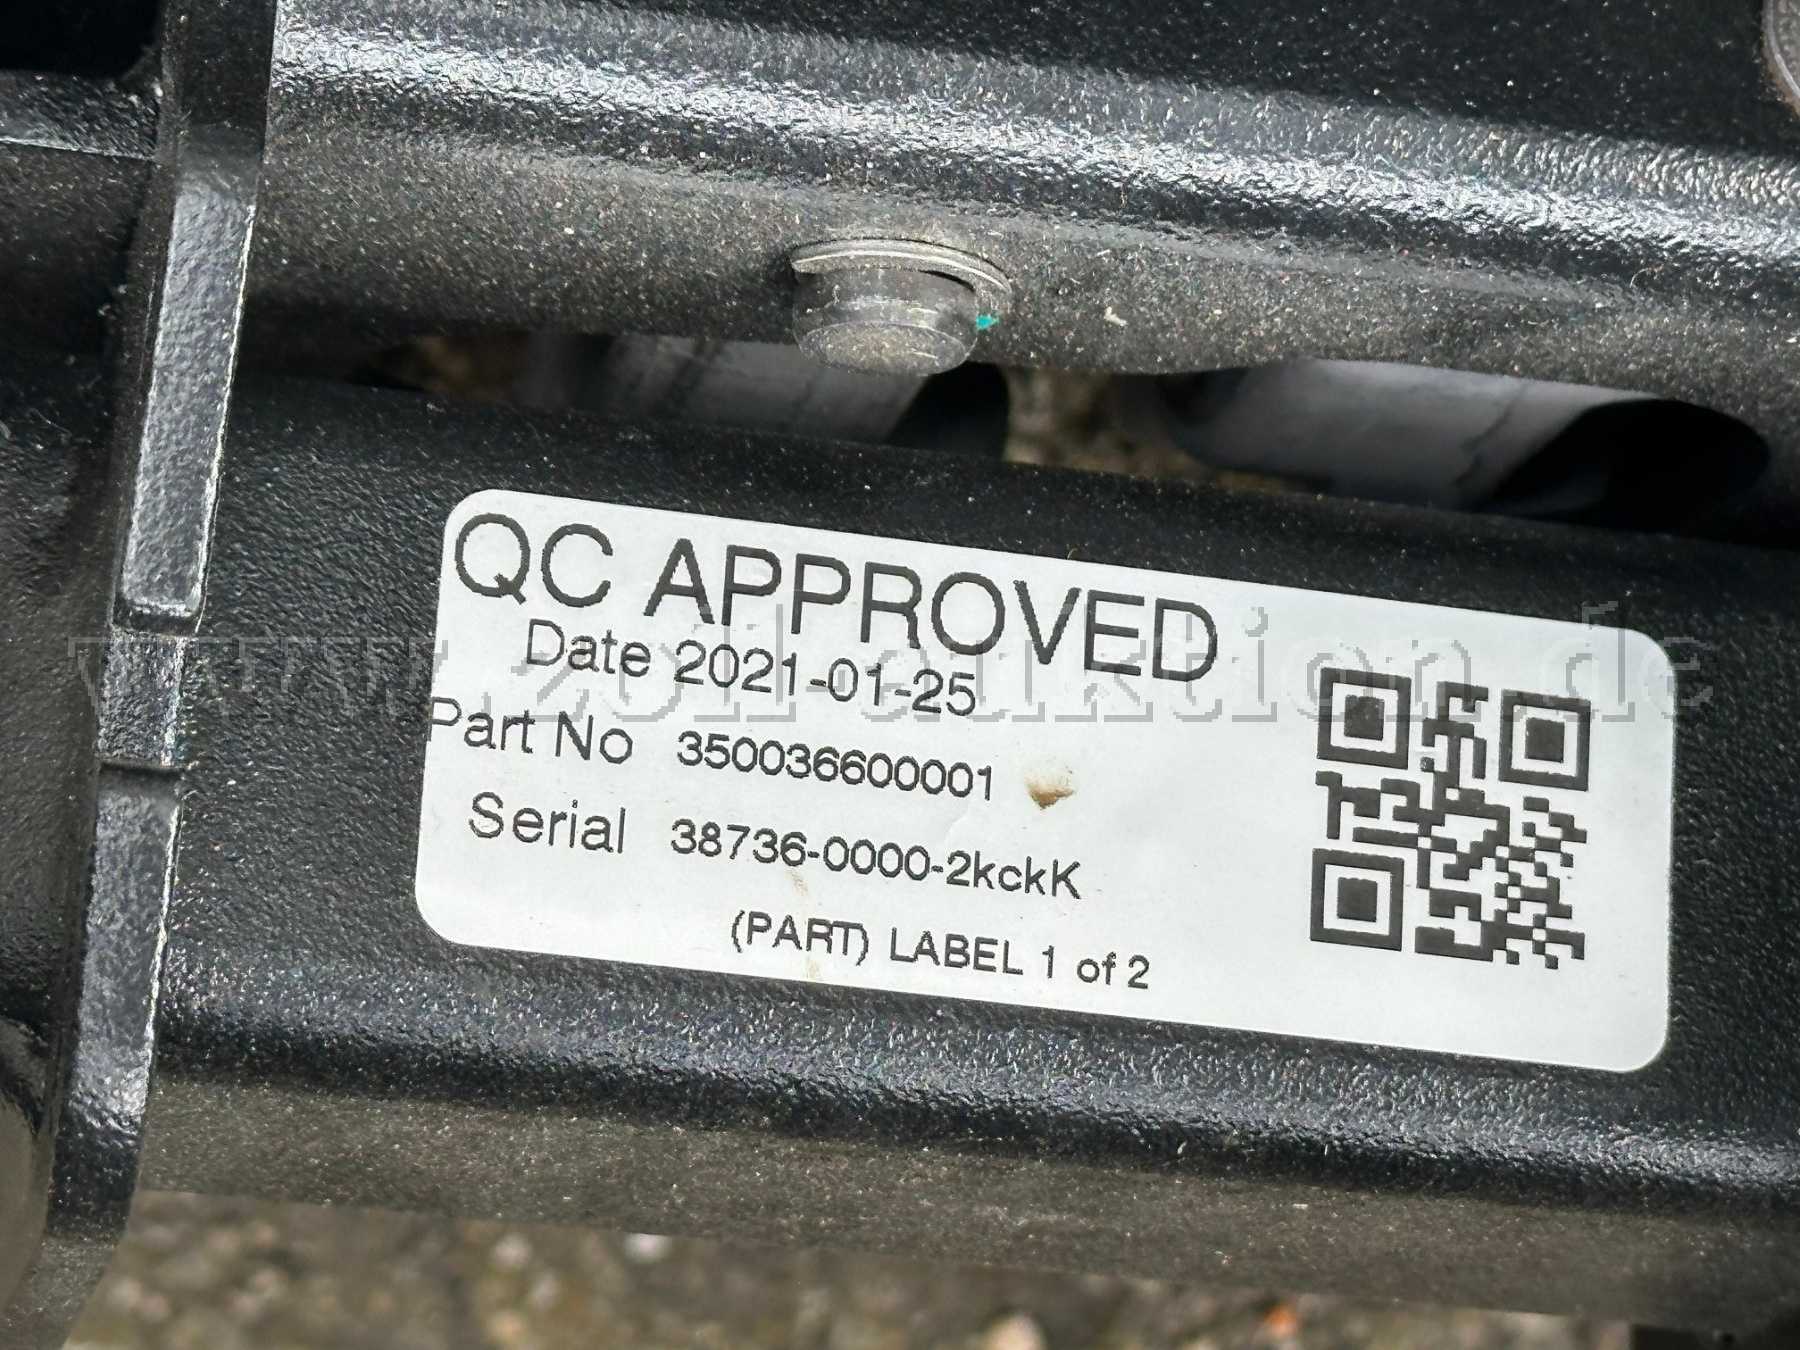 QC APPROVED
Date 2021-01-25
Part No 350036600001
Serial 38736-0000-2kckK
(PART) LABEL 1 of 2
www.zoll-auktion.de